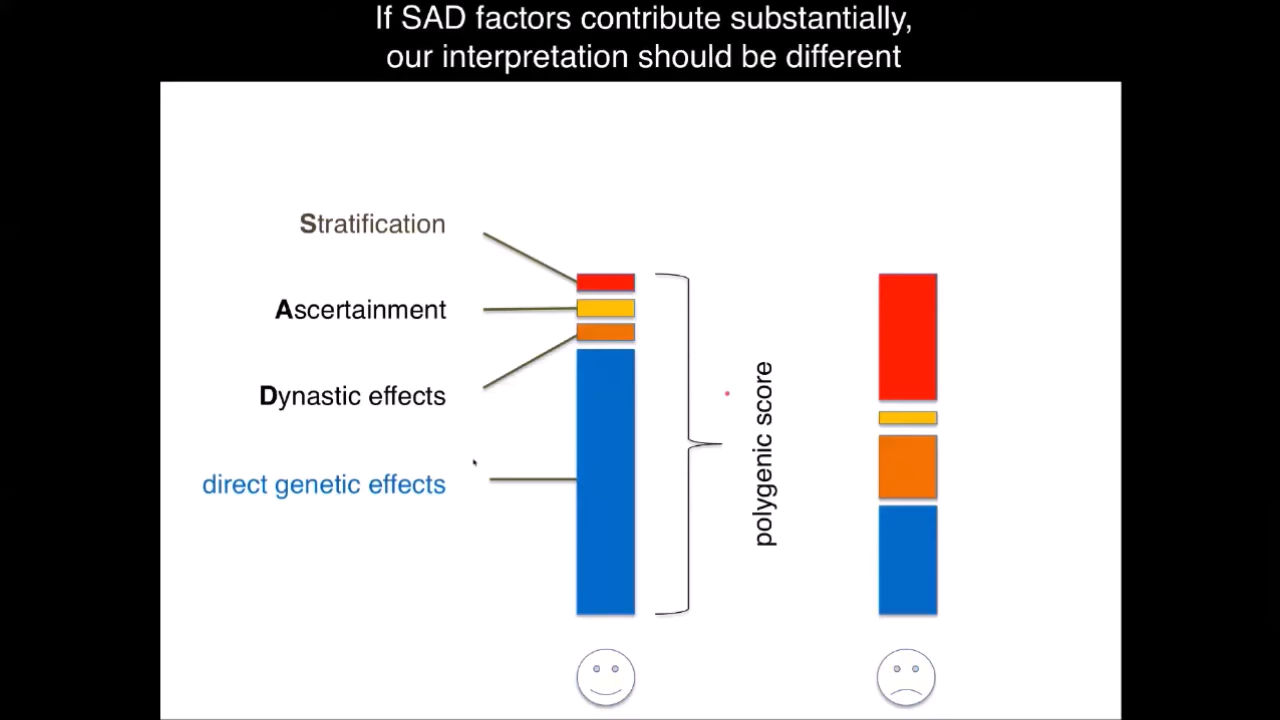 If SAD factors contribute substantially,
our interpretation should be different
Stratification
Ascertainment
Dynastic effects
direct genetic effects
polygenic score